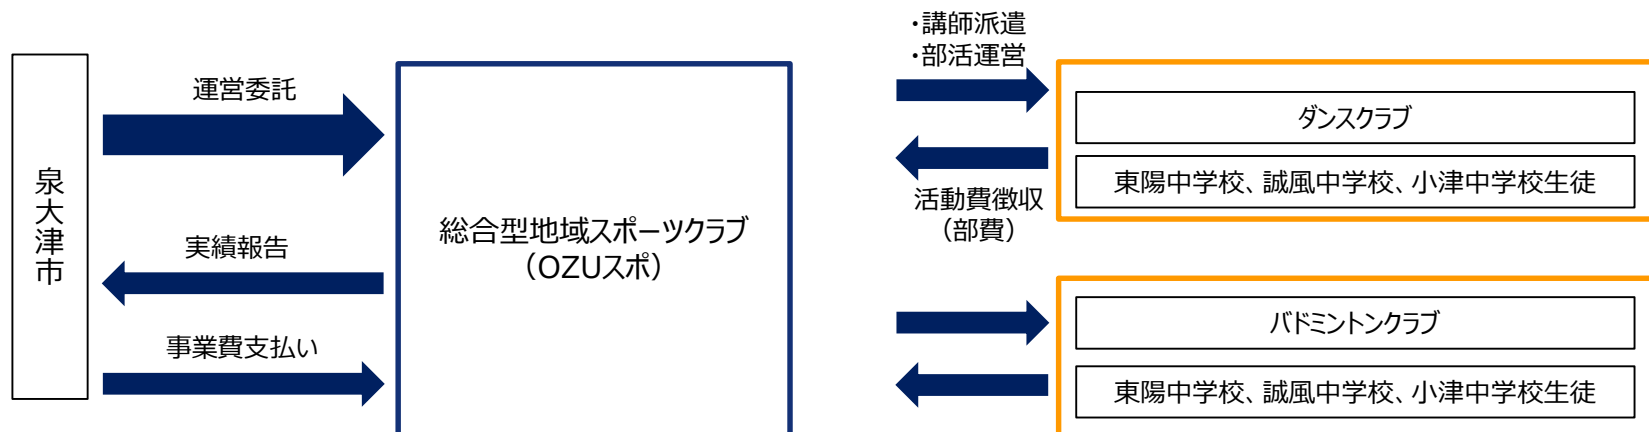 泉大津市
運営委託
実績報告
事業費支払い
総合型地域スポーツクラブ
（OZUスポ）
・講師派遣
・部活運営
活動費徴収
（部費）
ダンスクラブ
東陽中学校、誠風中学校、小津中学校生徒
バドミントンクラブ
東陽中学校、誠風中学校、小津中学校生徒